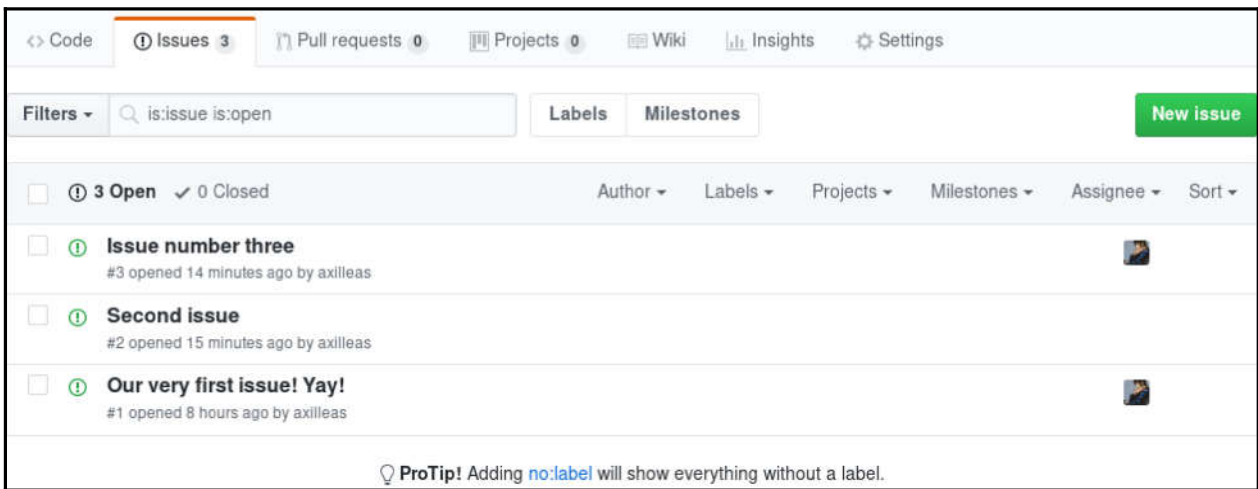 Code Issues 3 Pull requests 0 Projects 0 Wiki Insights Settings
Filters is:issue is:open Labels Milestones New issue
3 Open 0 Closed Author Labels Projects Milestones Assignee Sort
Issue number three
#3 opened 14 minutes ago by axilleas
Second issue
#2 opened 15 minutes ago by axilleas
Our very first issue! Yay!
#1 opened 8 hours ago by axilleas
ProTip! Adding no:label will show everything without a label.